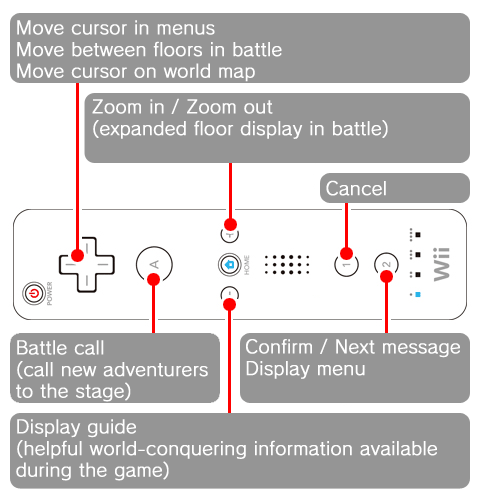 Move cursor in menus
Move between floors in battle
Move cursor on world map
Zoom in / Zoom out
(expanded floor display in battle)
Cancel
POWER
A
+
HOME
-
1
2
Wii
Battle call
(call new adventurers
to the stage)
Confirm / Next message
Display menu
Display guide
(helpful world-conquering information available
during the game)